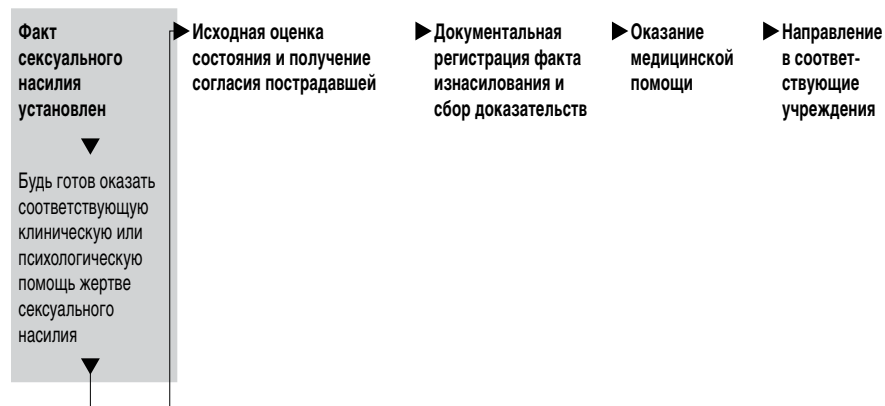 Факт
сексуального
насилия
установлен
Будь готов оказать
соответствующую
клиническую или
психологическую
помощь жертве
сексуального
насилия
Исходная оценка
состояния и получение
согласия пострадавшей
Документальная
регистрация факта
изнасилования и
сбор доказательств
Оказание
медицинской
помощи
Направление
в соответ-
ствующие
учреждения